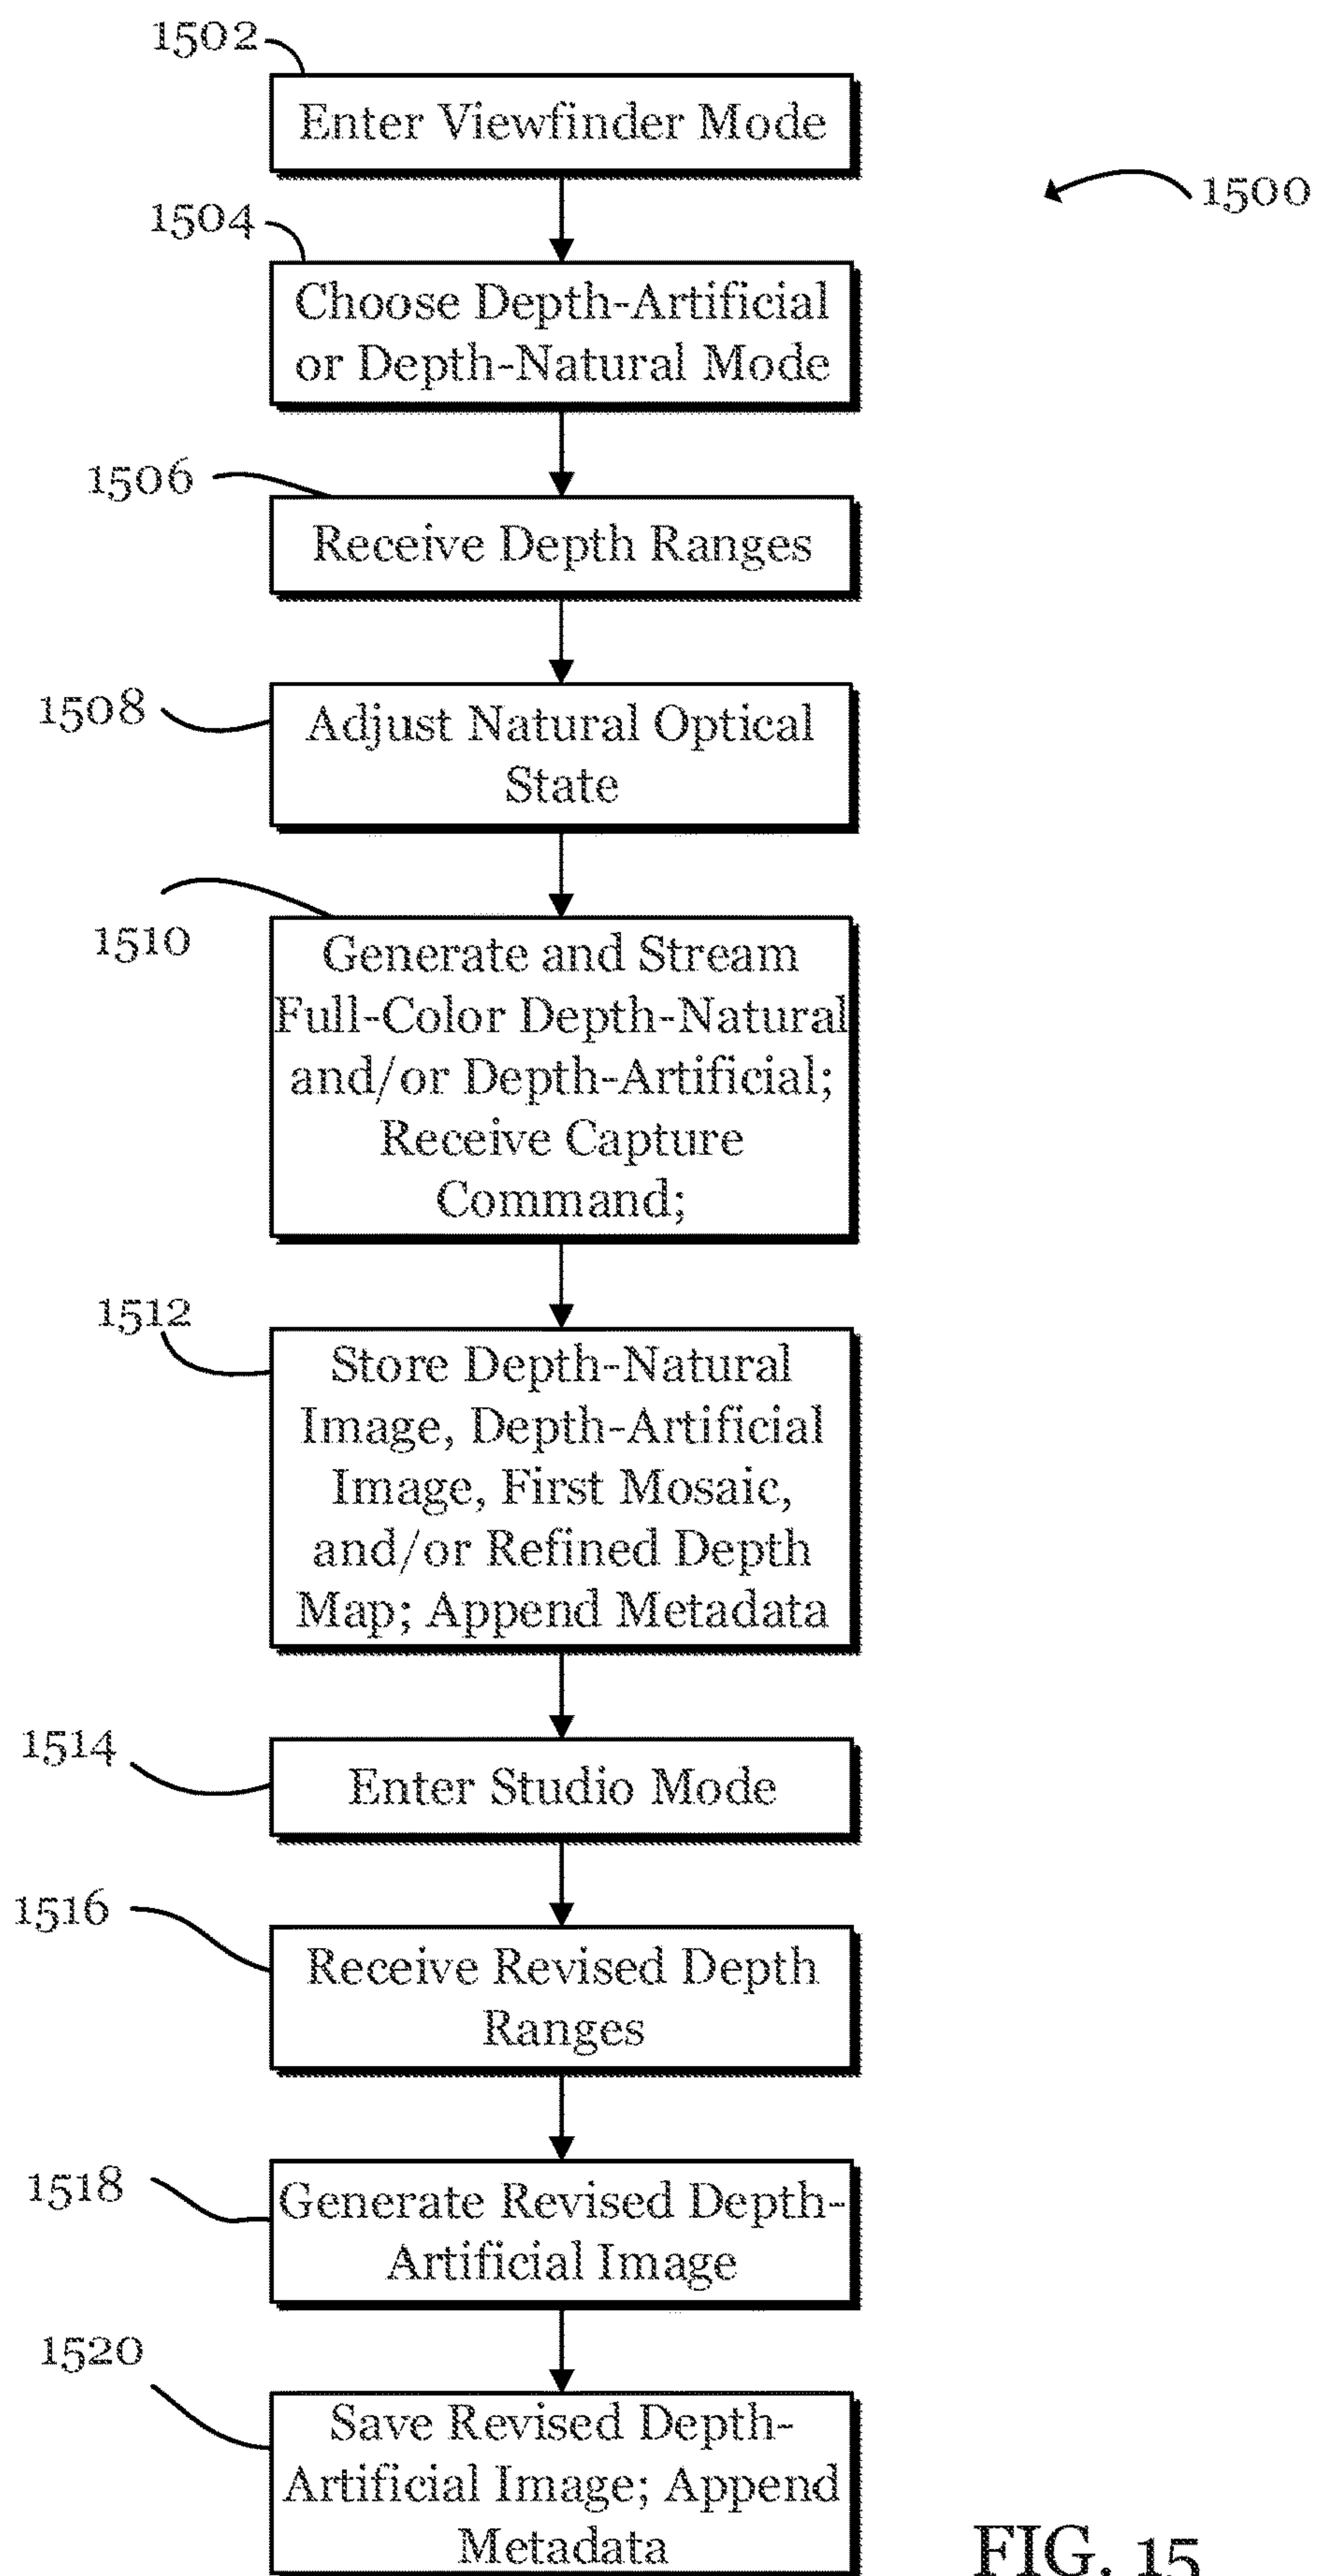 1502
Enter Viewfinder Mode
1500
1504
Choose Depth-Artificial
or Depth-Natural Mode
1506
Receive Depth Ranges
1508
Adjust Natural Optical
State
1510
Generate and Stream
Full-Color Depth-Natural
and/or Depth-Artificial;
Receive Capture
Command;
1512
Store Depth-Natural
Image, Depth-Artificial
Image, First Mosaic,
and/or Refined Depth
Map; Append Metadata
1514
Enter Studio Mode
1516
Receive Revised Depth
Ranges
1518
Generate Revised Depth-
Artificial Image
1520
Save Revised Depth-
Artificial Image; Append
Metadata
FIG. 15